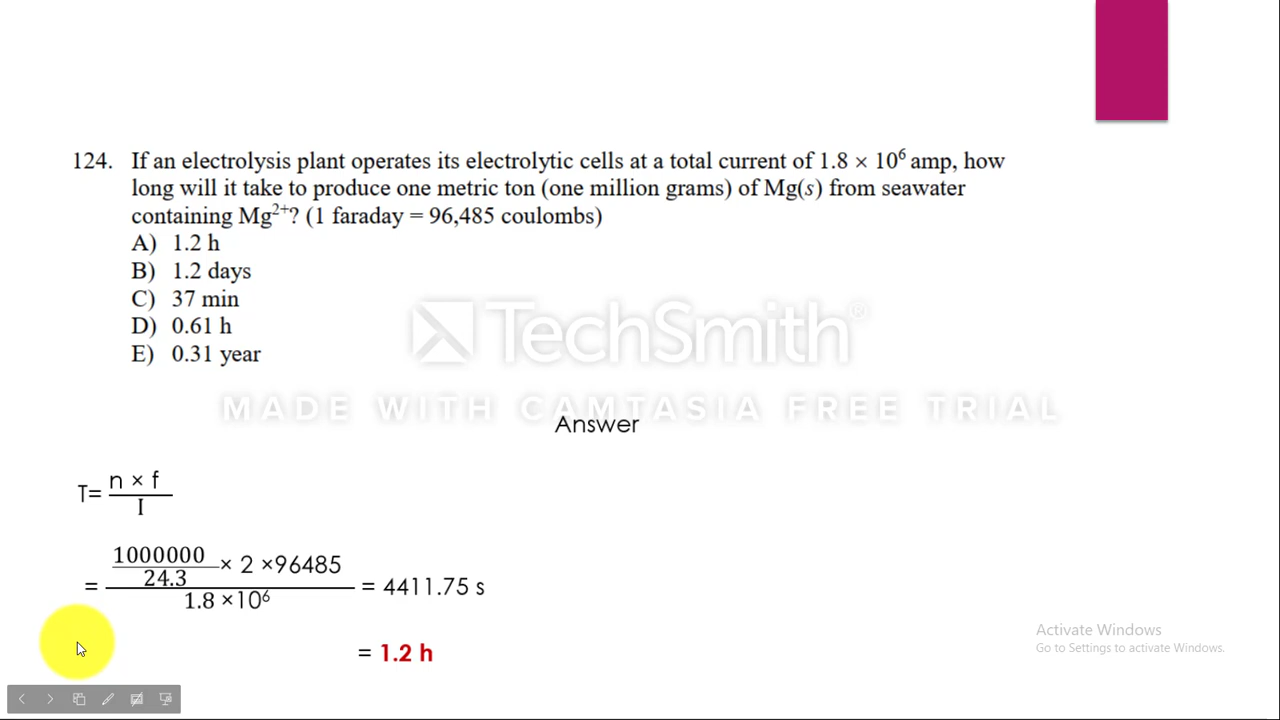 124. If an electrolysis plant operates its electrolytic cells at a total current of 1.8 × 10⁶ amp, how
long will it take to produce one metric ton (one million grams) of Mg(s) from seawater
containing Mg²⁺? (1 faraday = 96,485 coulombs)
A) 1.2 h
B) 1.2 days
C) 37 min
D) 0.61 h
E) 0.31 year
TechSmith®
MADE WITH CAMTASIA FREE TRIAL
Answer
T= n × f
I
1000000
24.3
× 2 ×96485
= 1.8 ×10⁶ = 4411.75 s
= 1.2 h
Activate Windows
Go to Settings to activate Windows.